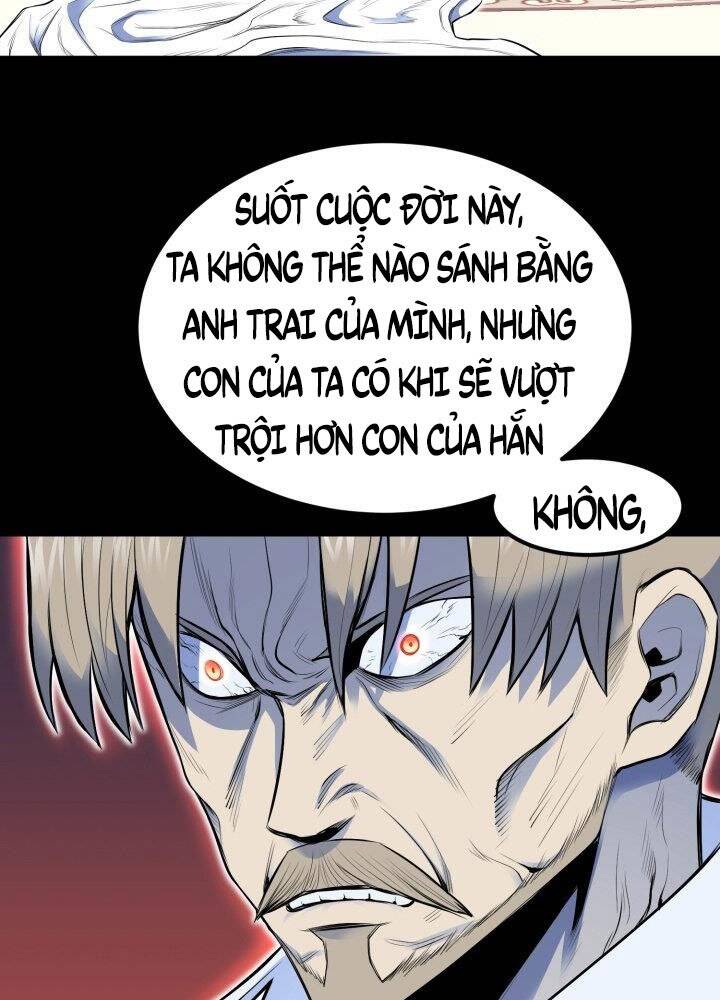 SUỐT CUỘC ĐỜI NÀY,
TA KHÔNG THỂ NÀO SÁNH BẰNG
ANH TRAI CỦA MÌNH, NHƯNG
CON CỦA TA CÓ KHI SẼ VƯỢT
TRỘI HƠN CON CỦA HẮN
KHÔNG,